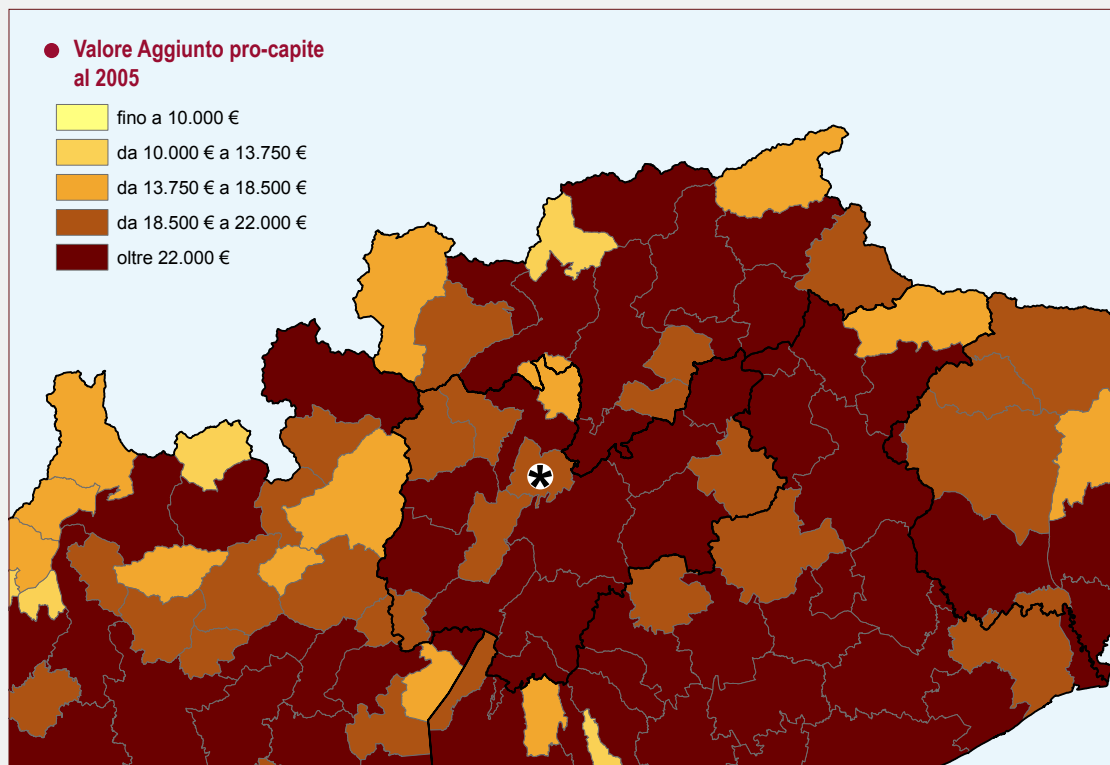 Valore Aggiunto pro-capite
al 2005
fino a 10.000 €
da 10.000 € a 13.750 €
da 13.750 € a 18.500 €
da 18.500 € a 22.000 €
oltre 22.000 €
*